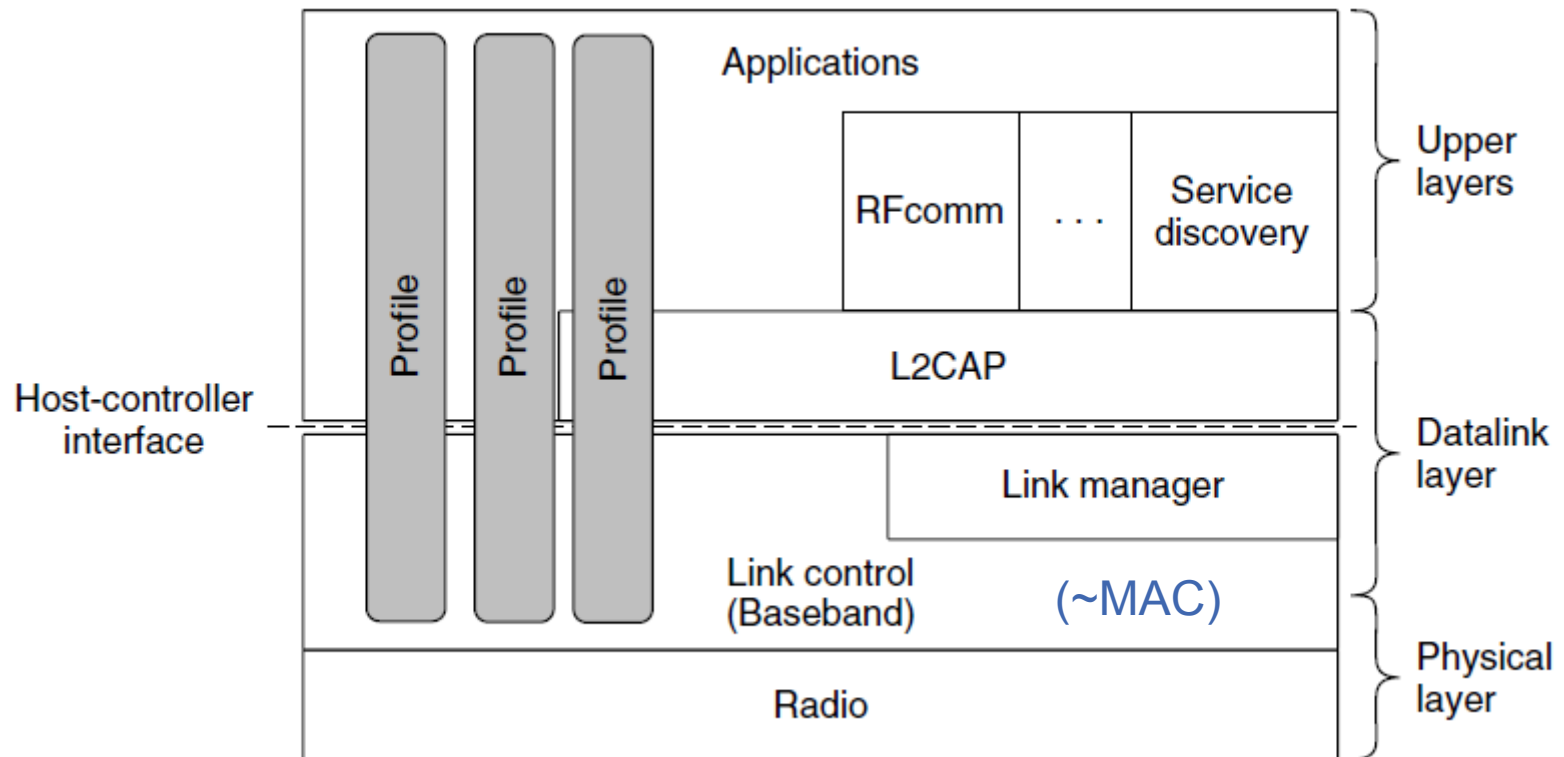 Applications
Upper
layers
RFcomm
. . .
Service
discovery
Profile
Profile
Profile
L2CAP
Host-controller
interface
Datalink
layer
Link manager
Link control
(Baseband)
(~MAC)
Physical
layer
Radio